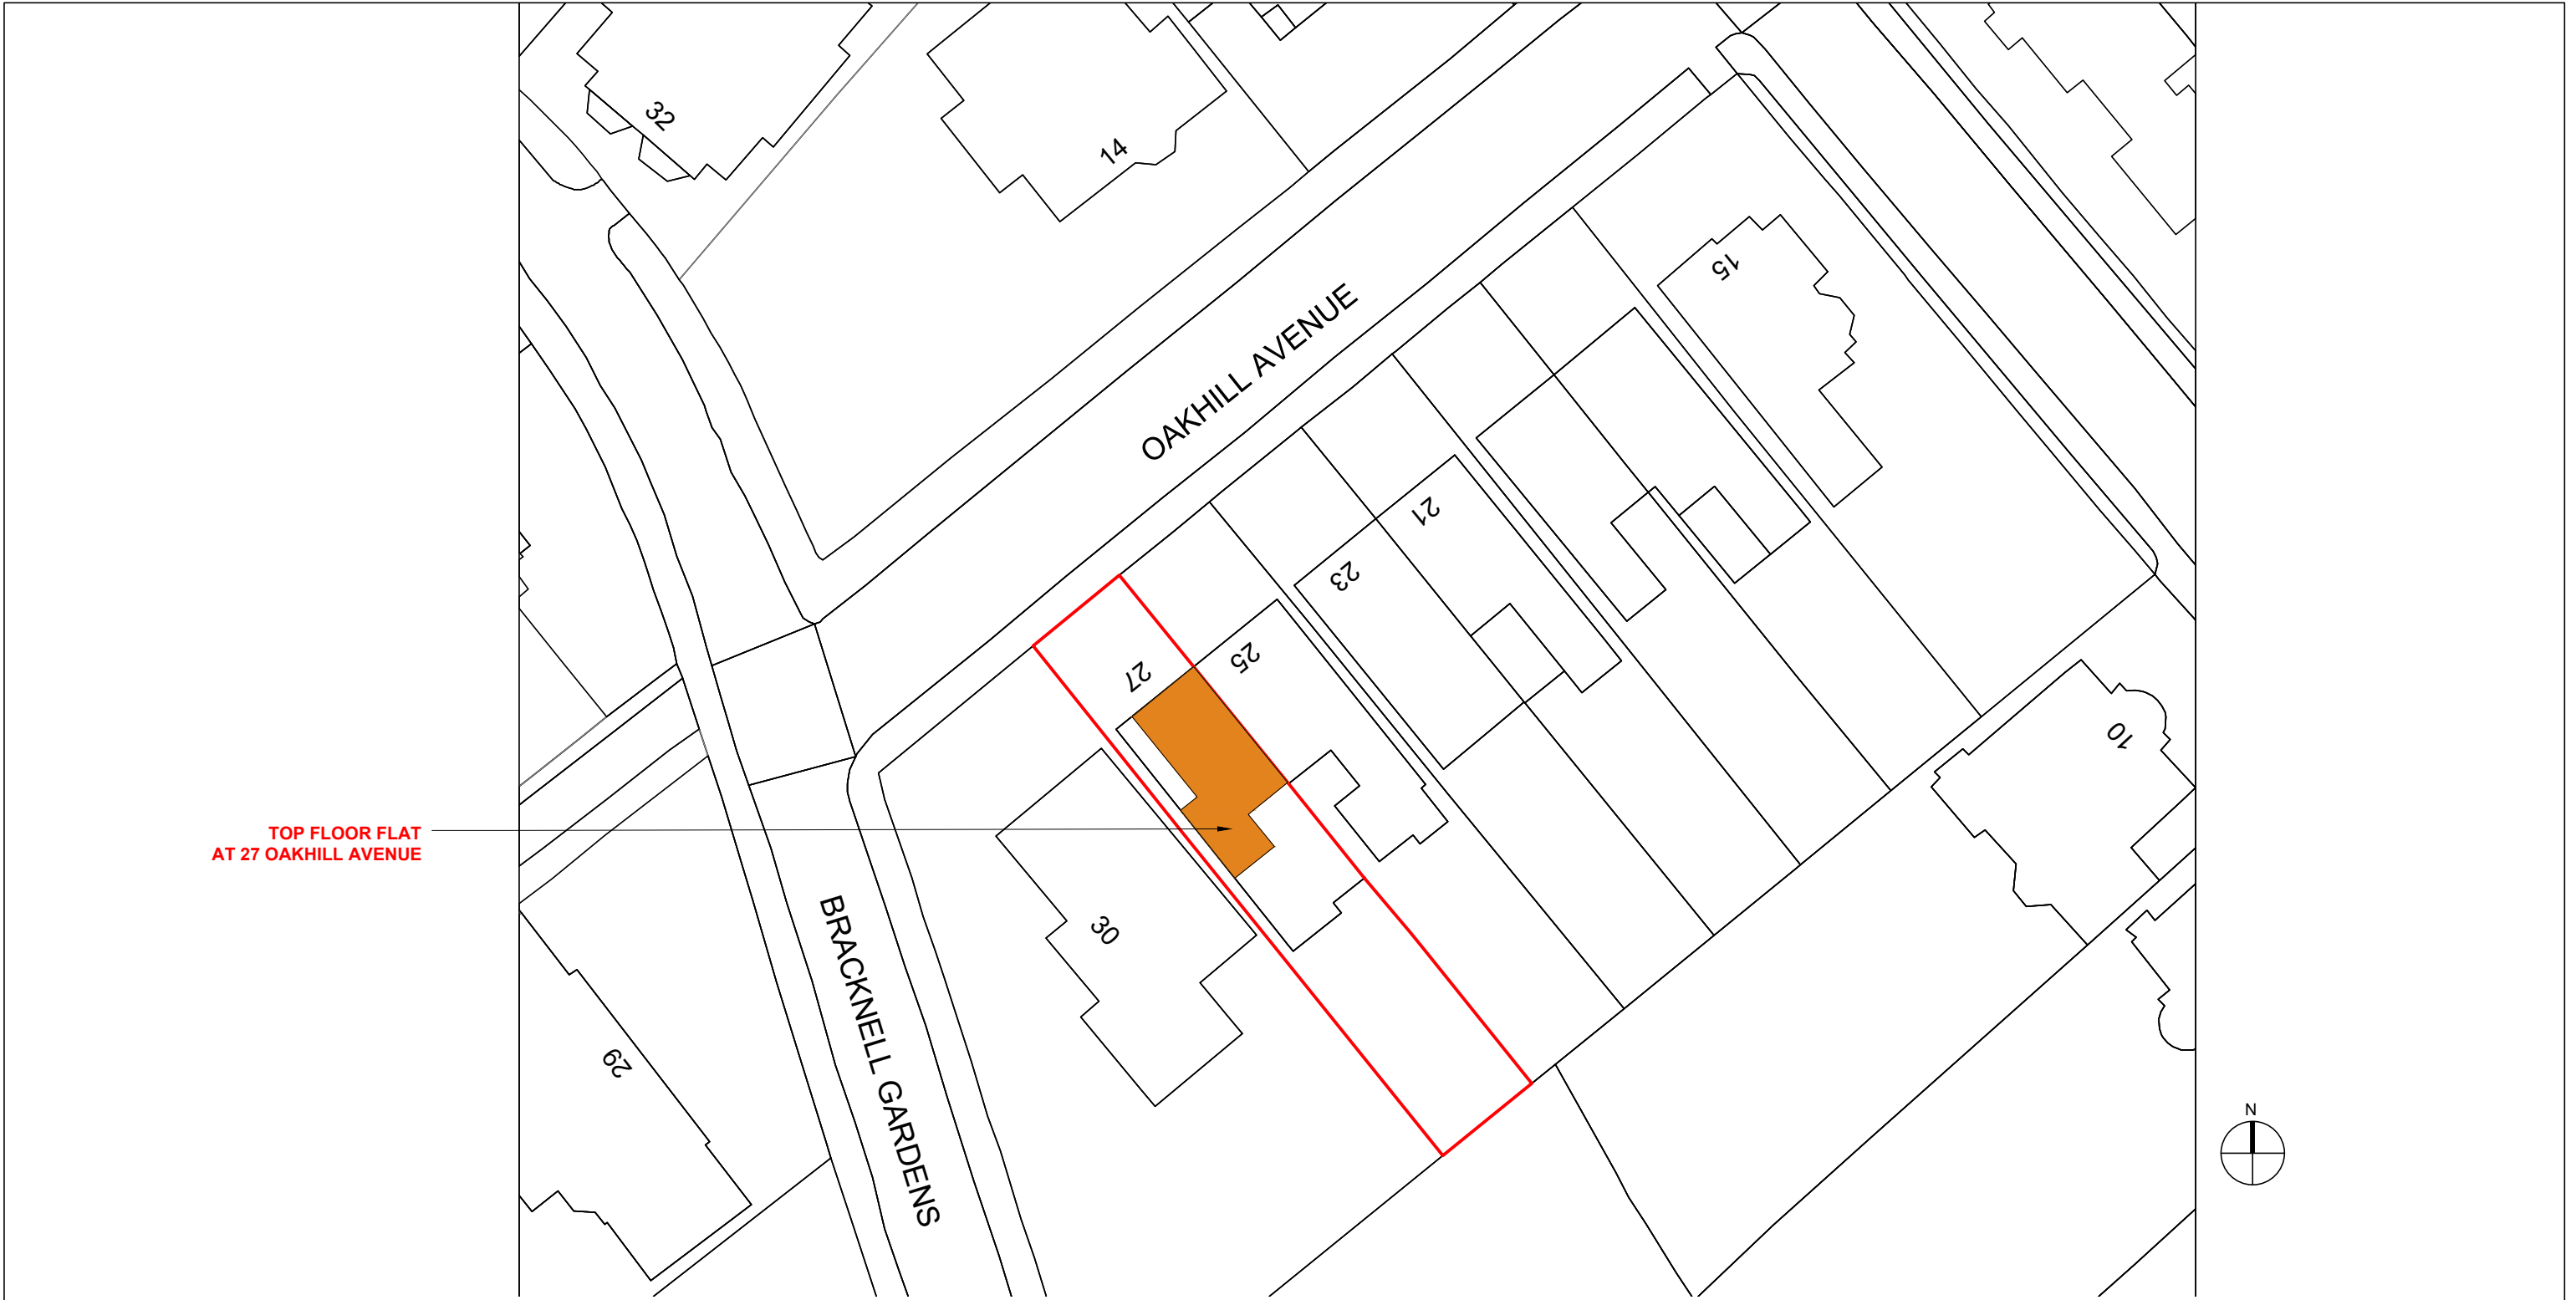 32
14
15
OAKHILL AVENUE
21
23
25
27
10
TOP FLOOR FLAT
AT 27 OAKHILL AVENUE
30
BRACKNELL GARDENS
29
N